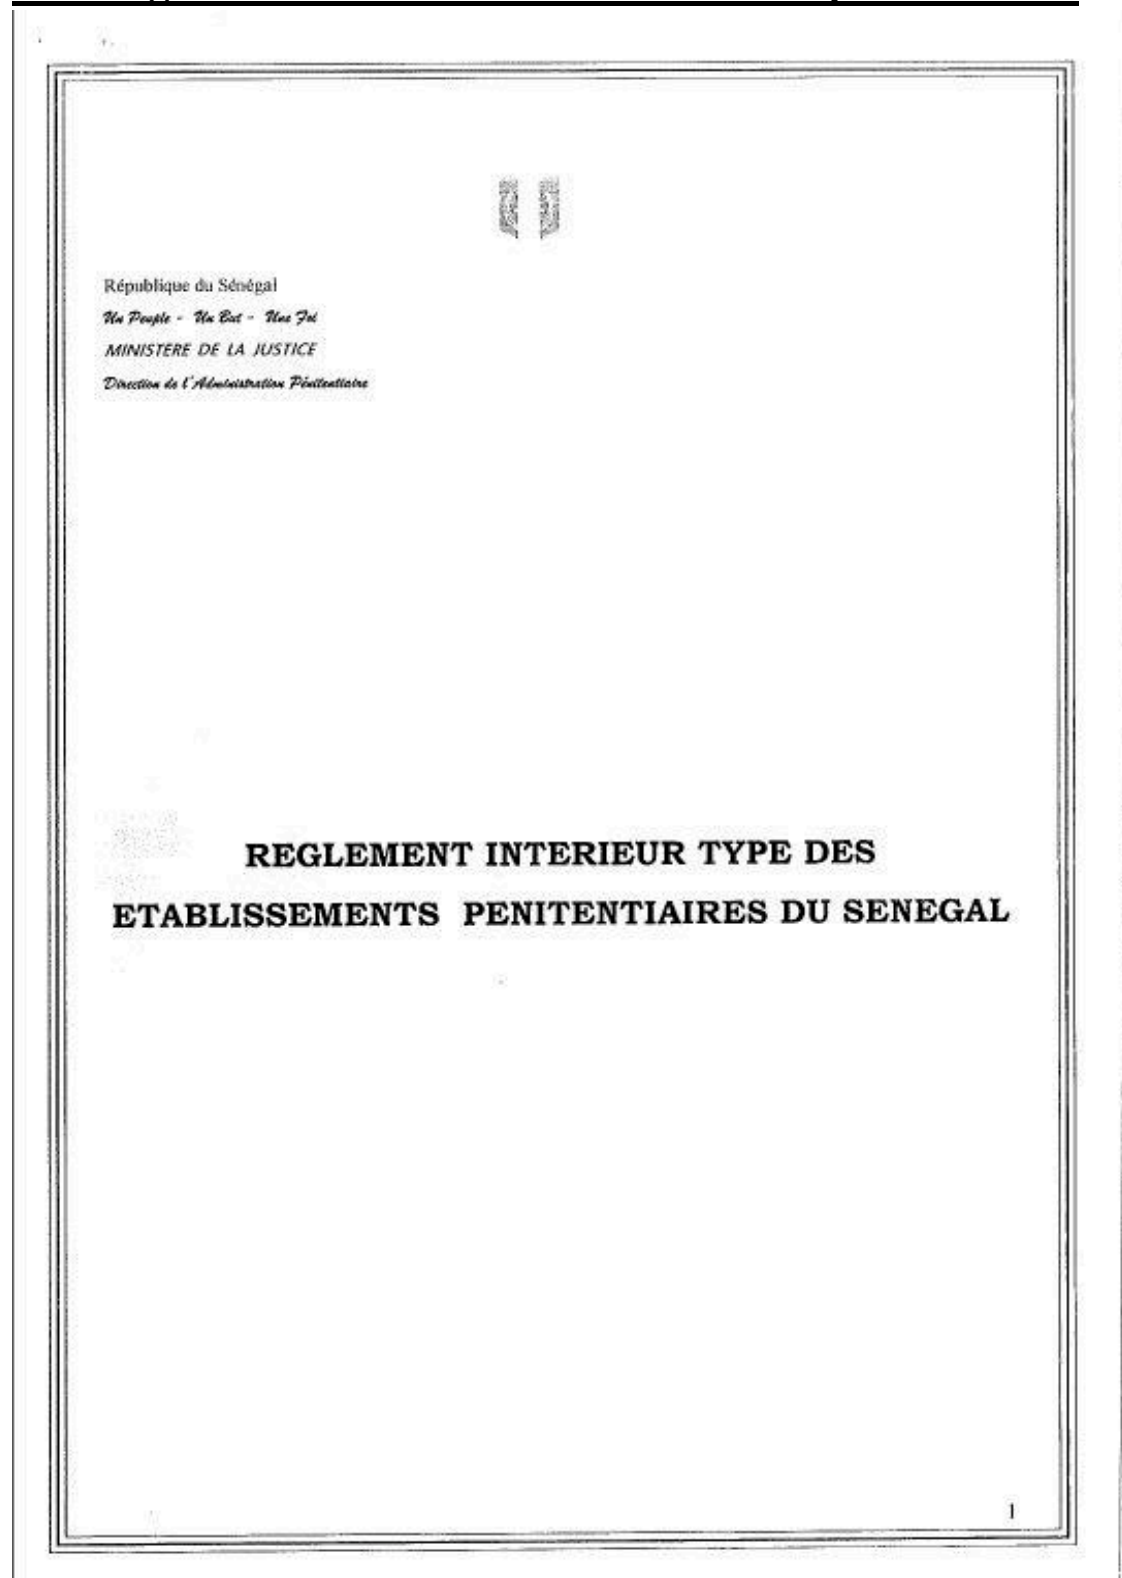 République du Sénégal
Un Peuple - Un But - Une Foi
MINISTERE DE LA JUSTICE
Direction de l'Administration Pénitentiaire
REGLEMENT INTERIEUR TYPE DES
ETABLISSEMENTS PENITENTIAIRES DU SENEGAL
1